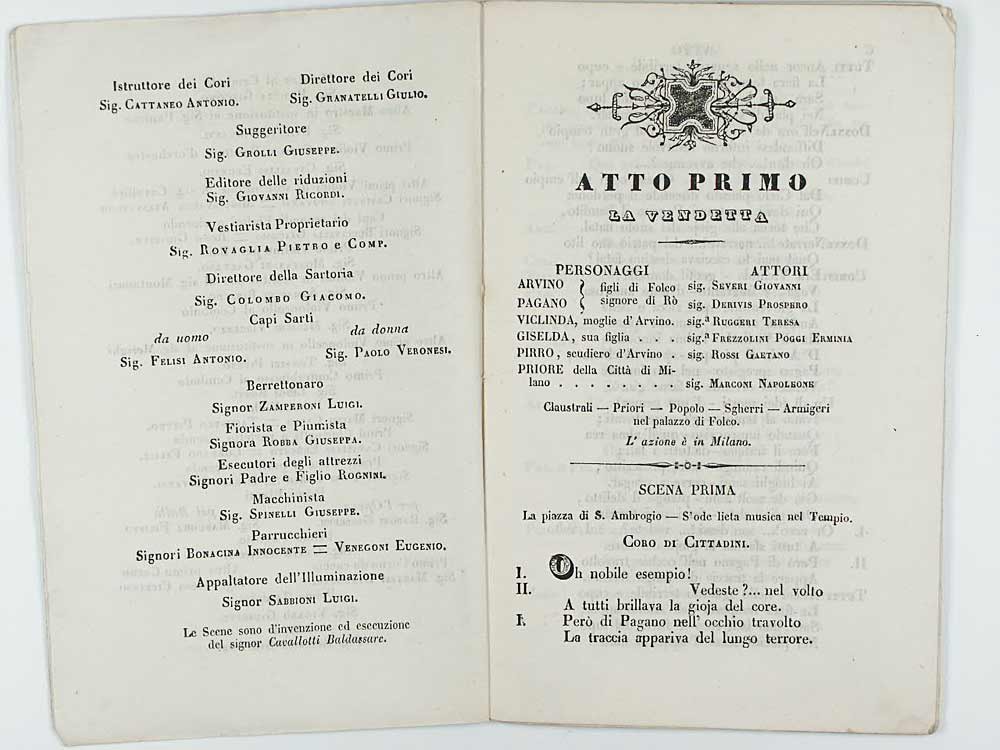 Istruttore dei Cori
Sig. Cattaneo Antonio.
Direttore dei Cori
Sig. Granatelli Giulio.
Suggeritore
Sig. Grolli Giuseppe.
Editore delle riduzioni
Sig. Giovanni Ricordi.
Vestiarista Proprietario
Sig. Rovaglia Pietro e Comp.
Direttore della Sartoria
Sig. Colombo Giacomo.
Capi Sarti
da uomo
Sig. Felisi Antonio.
da donna
Sig. Paolo Veronesi.
Berrettonaro
Signor Zamperoni Luigi.
Fiorista e Piumista
Signora Robba Giuseppa.
Esecutori degli attrezzi
Signori Padre e Figlio Rognini.
Macchinista
Sig. Spinelli Giuseppe.
Parrucchieri
Signori Bonacina Innocente = Venegoni Eugenio.
Appaltatore dell'Illuminazione
Signor Sabbioni Luigi.
Le Scene sono d'invenzione ed esecuzione
del signor Cavallotti Baldassare.
ATTO PRIMO
LA VENDETTA
PERSONAGGI ATTORI
ARVINO } figli di Folco sig. Severi Giovanni
PAGANO } signore di Rò sig. Derivis Prospero
VICLINDA, moglie d'Arvino. sig.ª Ruggeri Teresa
GISELDA, sua figlia . . . sig.ª Frezzolini Poggi Erminia
PIRRO, scudiero d'Arvino . sig. Rossi Gaetano
PRIORE della Città di Mi-
lano . . . . . . . . sig. Marconi Napoleone
Claustrali — Priori — Popolo — Sgherri — Armigeri
nel palazzo di Folco.
L'azione è in Milano.
SCENA PRIMA
La piazza di S. Ambrogio — S'ode lieta musica nel Tempio.
Coro di Cittadini.
I. Oh nobile esempio!
II. Vedeste?... nel volto
A tutti brillava la gioja del core.
I. Però di Pagano nell'occhio travolto
La traccia appariva del lungo terrore.